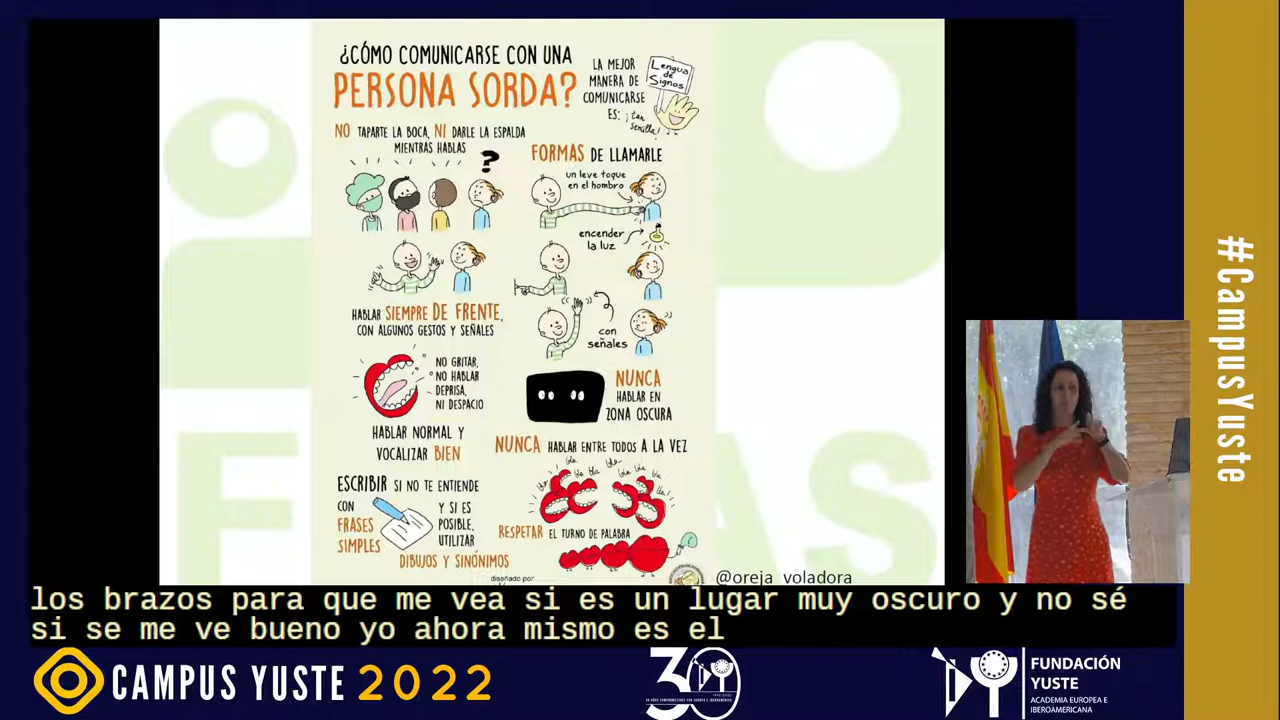 ¿CÓMO COMUNICARSE CON UNA
PERSONA SORDA?
LA MEJOR
MANERA DE
COMUNICARSE
ES: ¡tan
sencilla!
Lengua
de
Signos
NO TAPARTE LA BOCA, NI DARLE LA ESPALDA
MIENTRAS HABLAS
?
FORMAS DE LLAMARLE
un leve toque
en el hombro
encender
la luz
con
señales
HABLAR SIEMPRE DE FRENTE,
CON ALGUNOS GESTOS Y SEÑALES
NO GRITAR,
NO HABLAR
DEPRISA,
NI DESPACIO
HABLAR NORMAL Y
VOCALIZAR BIEN
NUNCA
HABLAR EN
ZONA OSCURA
NUNCA HABLAR ENTRE TODOS A LA VEZ
ESCRIBIR SI NO TE ENTIENDE
CON
FRASES
SIMPLES
Y SI ES
POSIBLE,
UTILIZAR
DIBUJOS Y SINÓNIMOS
RESPETAR EL TURNO DE PALABRA
diseñado por:
@oreja_voladora
los brazos para que me vea si es un lugar muy oscuro y no sé
si se me ve bueno yo ahora mismo es el
CAMPUS YUSTE 2022
30
FUNDACIÓN
YUSTE
ACADEMIA EUROPEA E
IBEROAMERICANA
#CampusYuste